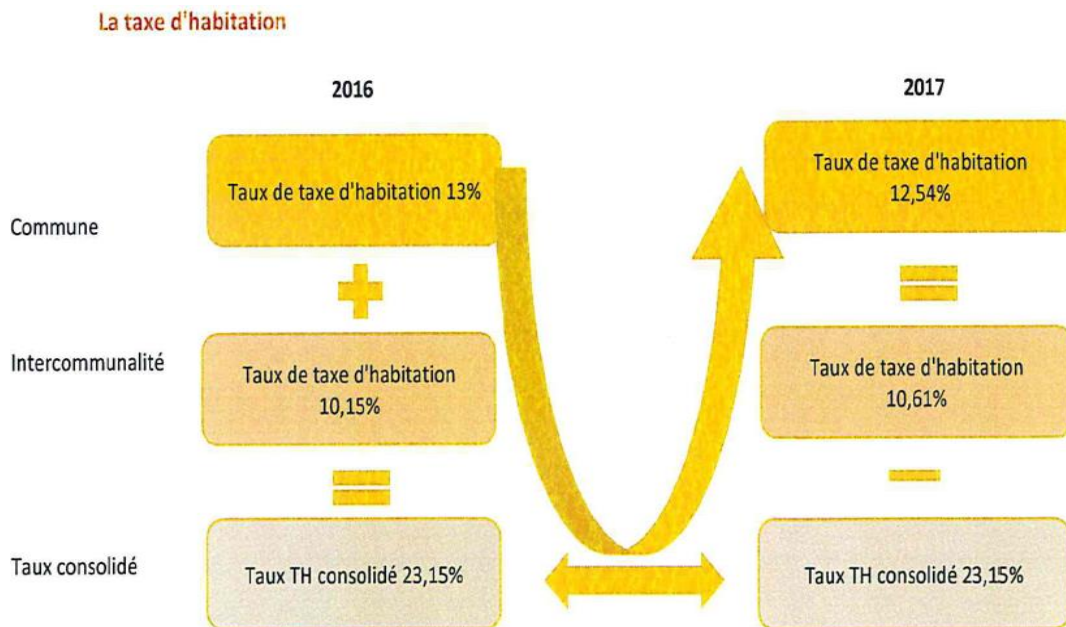 La taxe d'habitation
2016
2017
Commune
Taux de taxe d'habitation 13%
Taux de taxe d'habitation
12,54%
+
=
Intercommunalité
Taux de taxe d'habitation
10,15%
Taux de taxe d'habitation
10,61%
=
-
Taux consolidé
Taux TH consolidé 23,15%
Taux TH consolidé 23,15%